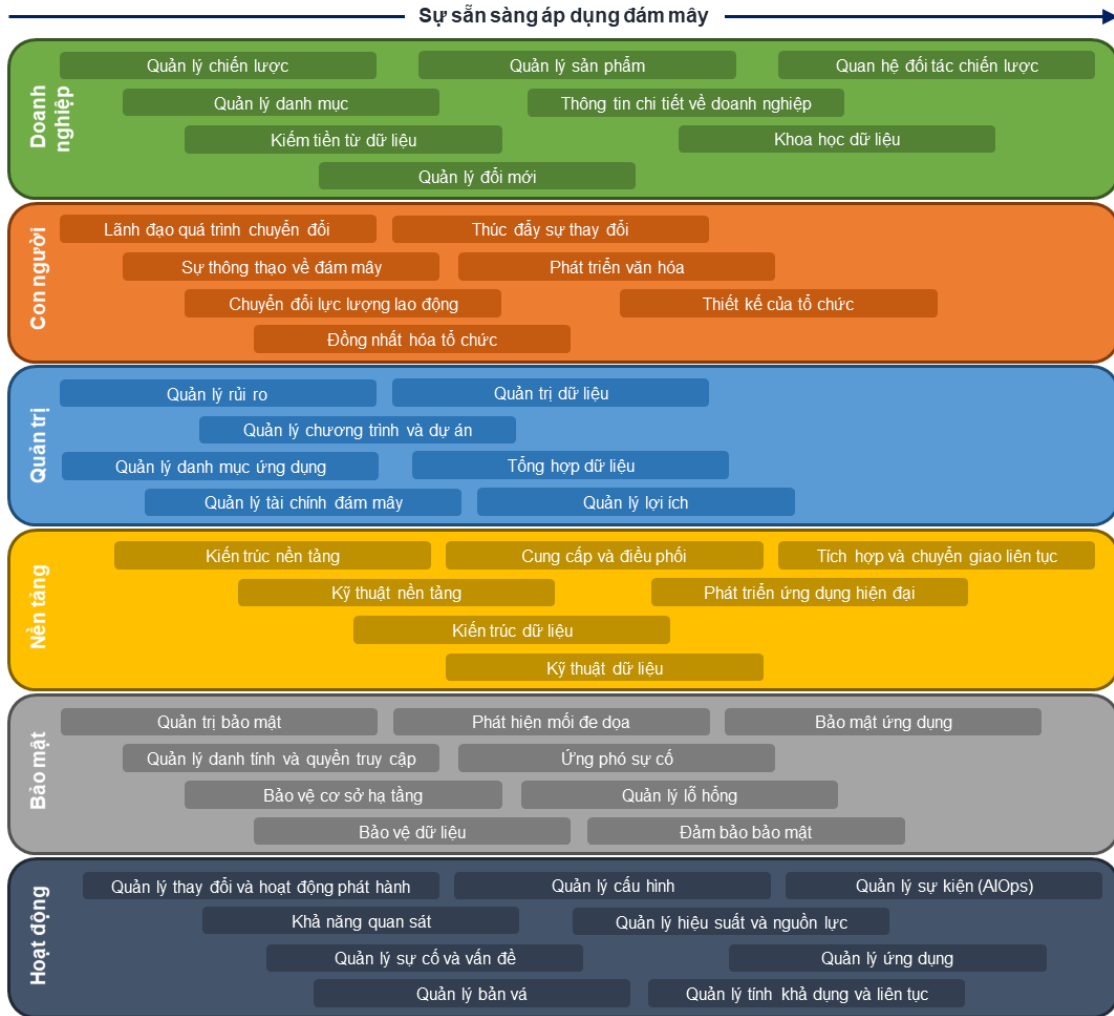 Sự sẵn sàng áp dụng đám mây
Doanh
nghiệp
Quản lý chiến lược
Quản lý sản phẩm
Quan hệ đối tác chiến lược
Quản lý danh mục
Thông tin chi tiết về doanh nghiệp
Kiếm tiền từ dữ liệu
Khoa học dữ liệu
Quản lý đổi mới
Con người
Lãnh đạo quá trình chuyển đổi
Thúc đẩy sự thay đổi
Sự thông thạo về đám mây
Phát triển văn hóa
Chuyển đổi lực lượng lao động
Thiết kế của tổ chức
Đồng nhất hóa tổ chức
Quản trị
Quản lý rủi ro
Quản trị dữ liệu
Quản lý chương trình và dự án
Quản lý danh mục ứng dụng
Tổng hợp dữ liệu
Quản lý tài chính đám mây
Quản lý lợi ích
Nền tảng
Kiến trúc nền tảng
Cung cấp và điều phối
Tích hợp và chuyển giao liên tục
Kỹ thuật nền tảng
Phát triển ứng dụng hiện đại
Kiến trúc dữ liệu
Kỹ thuật dữ liệu
Bảo mật
Quản trị bảo mật
Phát hiện mối đe dọa
Bảo mật ứng dụng
Quản lý danh tính và quyền truy cập
Ứng phó sự cố
Bảo vệ cơ sở hạ tầng
Quản lý lỗ hổng
Bảo vệ dữ liệu
Đảm bảo bảo mật
Hoạt động
Quản lý thay đổi và hoạt động phát hành
Quản lý cấu hình
Quản lý sự kiện (AIOps)
Khả năng quan sát
Quản lý hiệu suất và nguồn lực
Quản lý sự cố và vấn đề
Quản lý ứng dụng
Quản lý bản vá
Quản lý tính khả dụng và liên tục